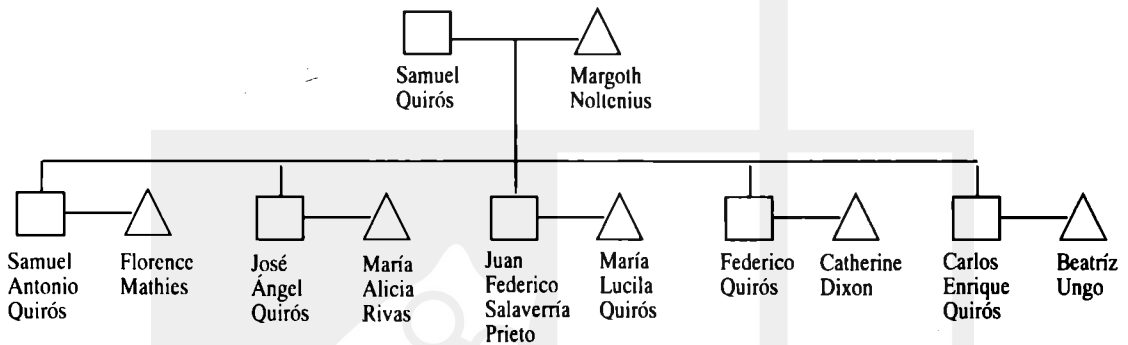 Samuel
Quirós
Margoth
Noltenius
Samuel
Antonio
Quirós
Florence
Mathies
José
Ángel
Quirós
María
Alicia
Rivas
Juan
Federico
Salaverría
Prieto
María
Lucila
Quirós
Federico
Quirós
Catherine
Dixon
Carlos
Enrique
Quirós
Beatríz
Ungo